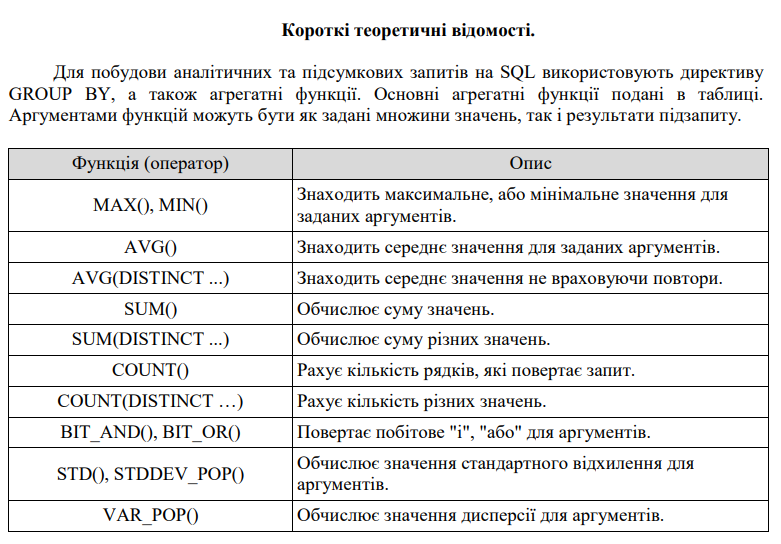 Короткі теоретичні відомості.
Для побудови аналітичних та підсумкових запитів на SQL використовують директиву
GROUP BY, а також агрегатні функції. Основні агрегатні функції подані в таблиці.
Аргументами функцій можуть бути як задані множини значень, так і результати підзапиту.
Функція (оператор) Опис
MAX(), MIN() Знаходить максимальне, або мінімальне значення для
заданих аргументів.
AVG() Знаходить середнє значення для заданих аргументів.
AVG(DISTINCT ...) Знаходить середнє значення не враховуючи повтори.
SUM() Обчислює суму значень.
SUM(DISTINCT ...) Обчислює суму різних значень.
COUNT() Рахує кількість рядків, які повертає запит.
COUNT(DISTINCT …) Рахує кількість різних значень.
BIT_AND(), BIT_OR() Повертає побітове "і", "або" для аргументів.
STD(), STDDEV_POP() Обчислює значення стандартного відхилення для
аргументів.
VAR_POP() Обчислює значення дисперсії для аргументів.